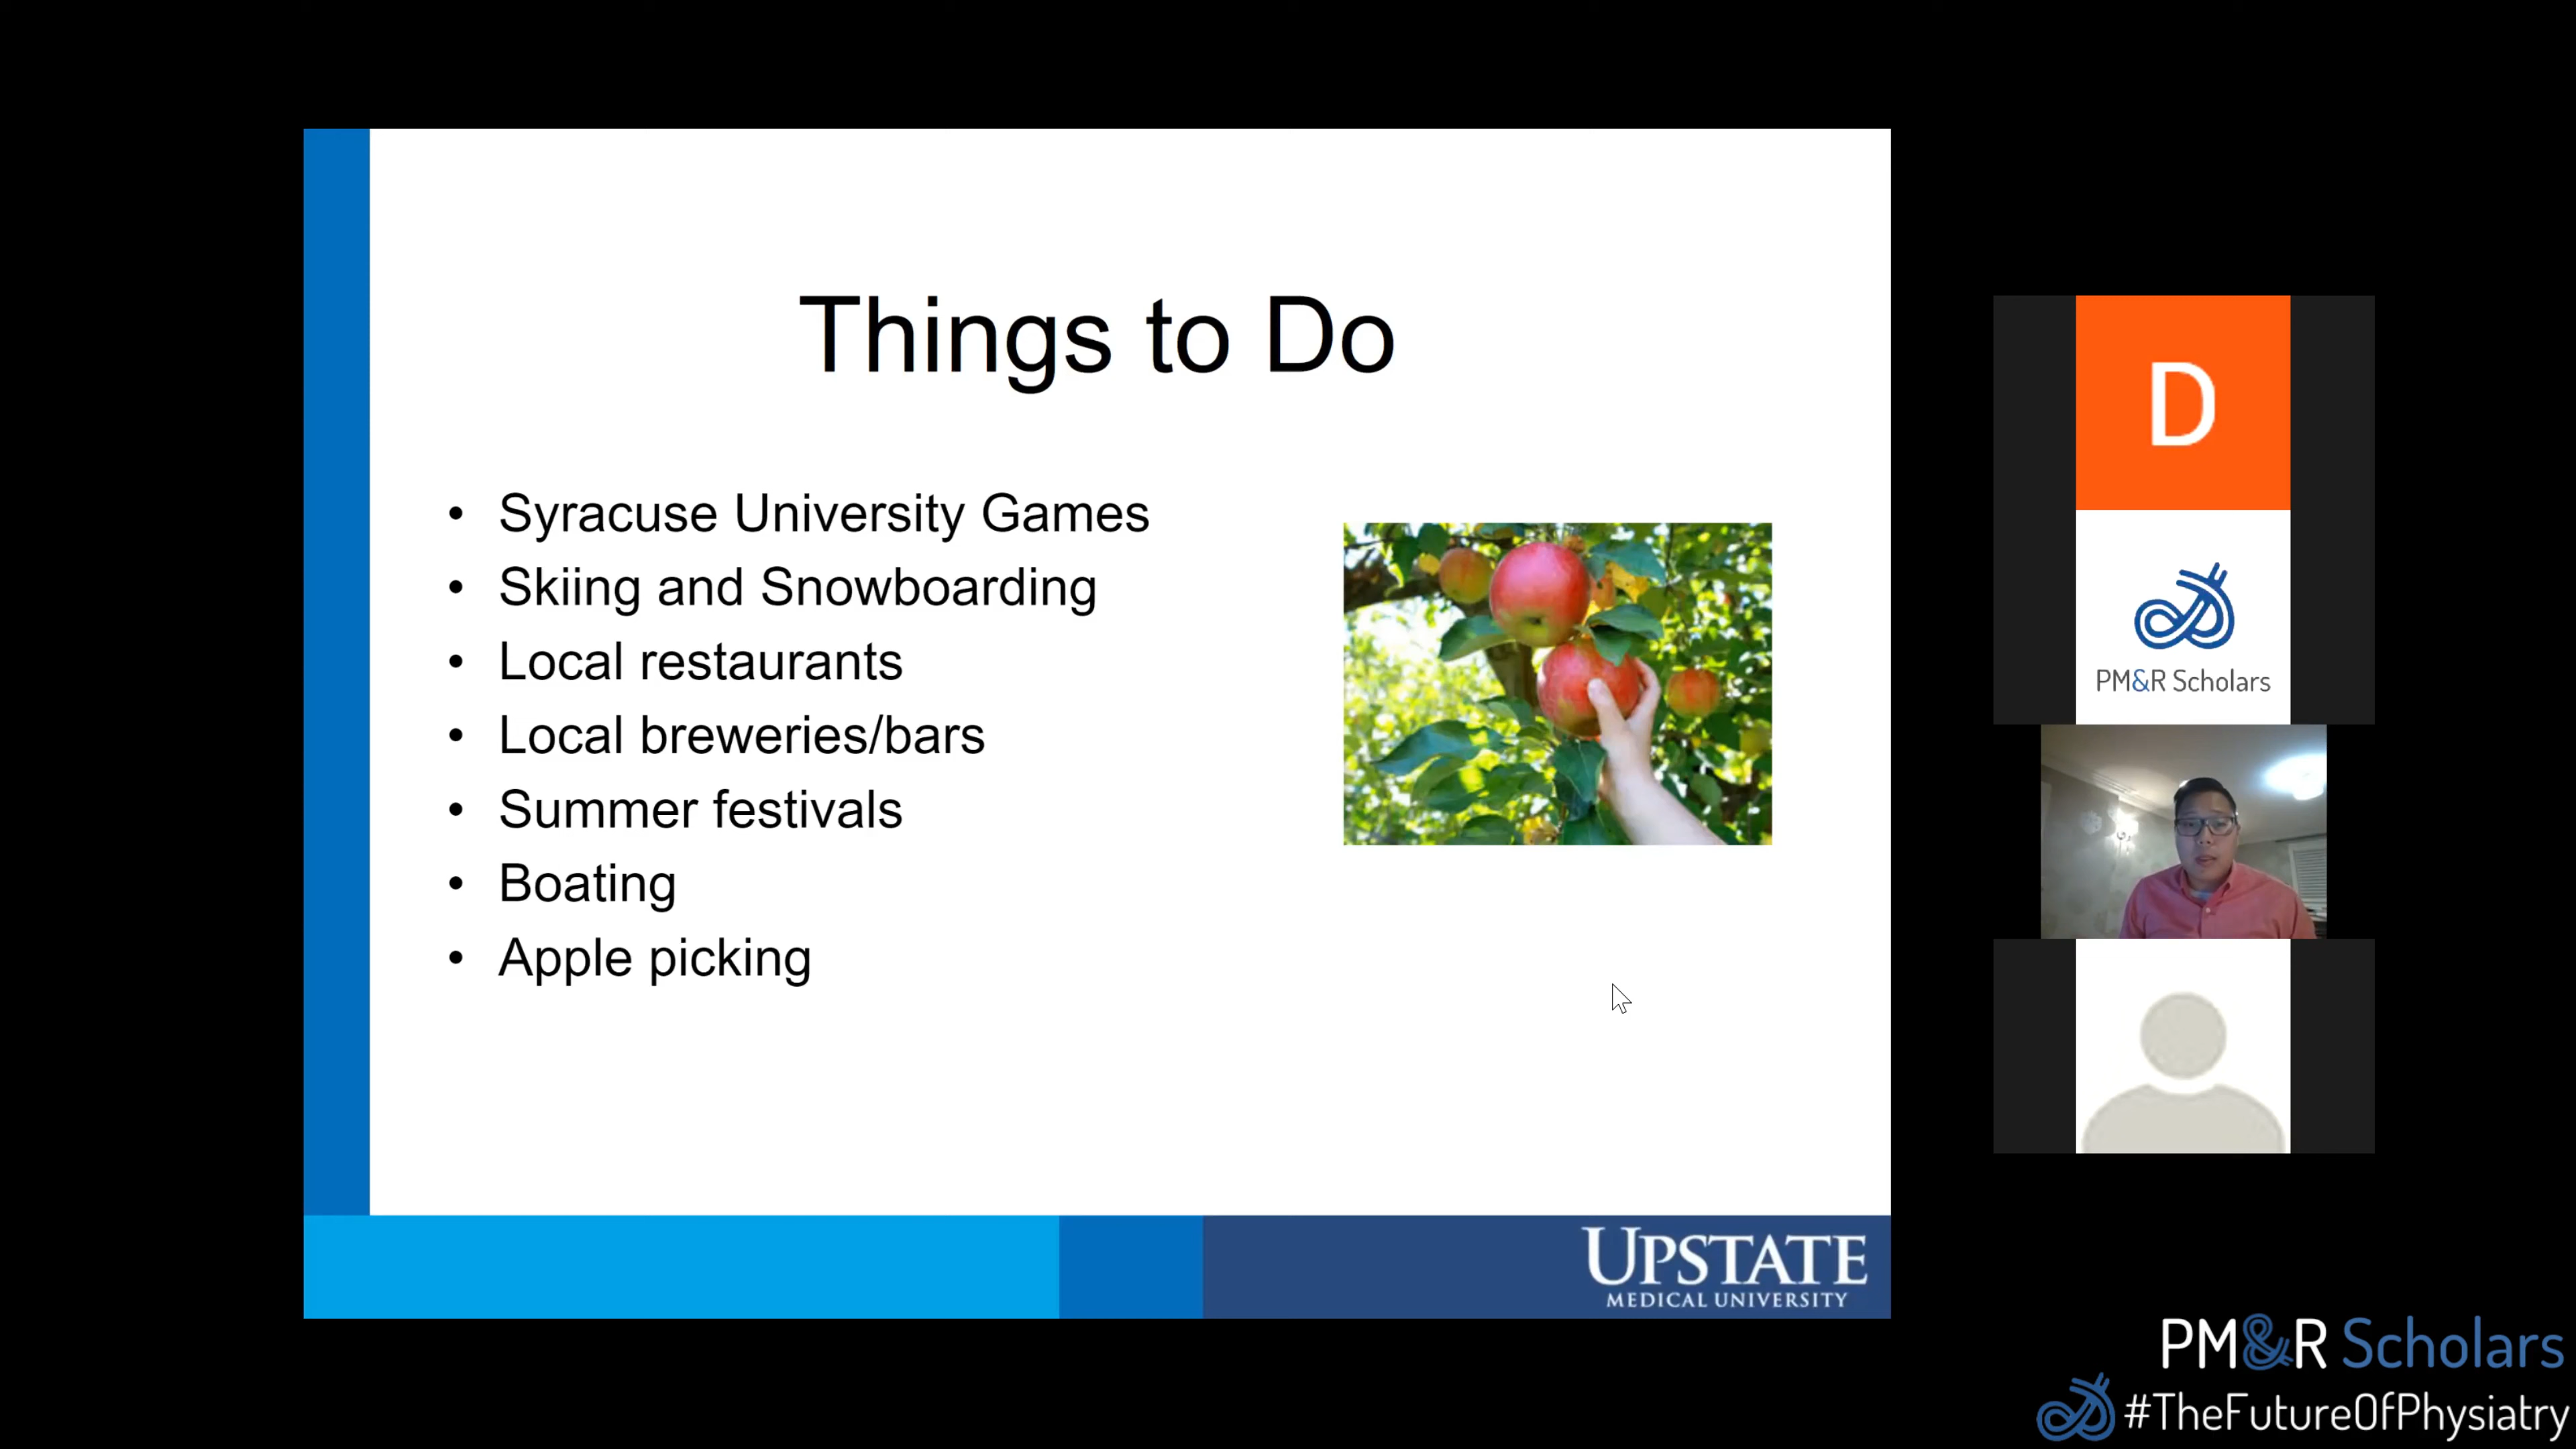 Things to Do
• Syracuse University Games
• Skiing and Snowboarding
• Local restaurants
• Local breweries/bars
• Summer festivals
• Boating
• Apple picking
UPSTATE
MEDICAL UNIVERSITY
D
PM&R Scholars
PM&R Scholars
#TheFutureOfPhysiatry